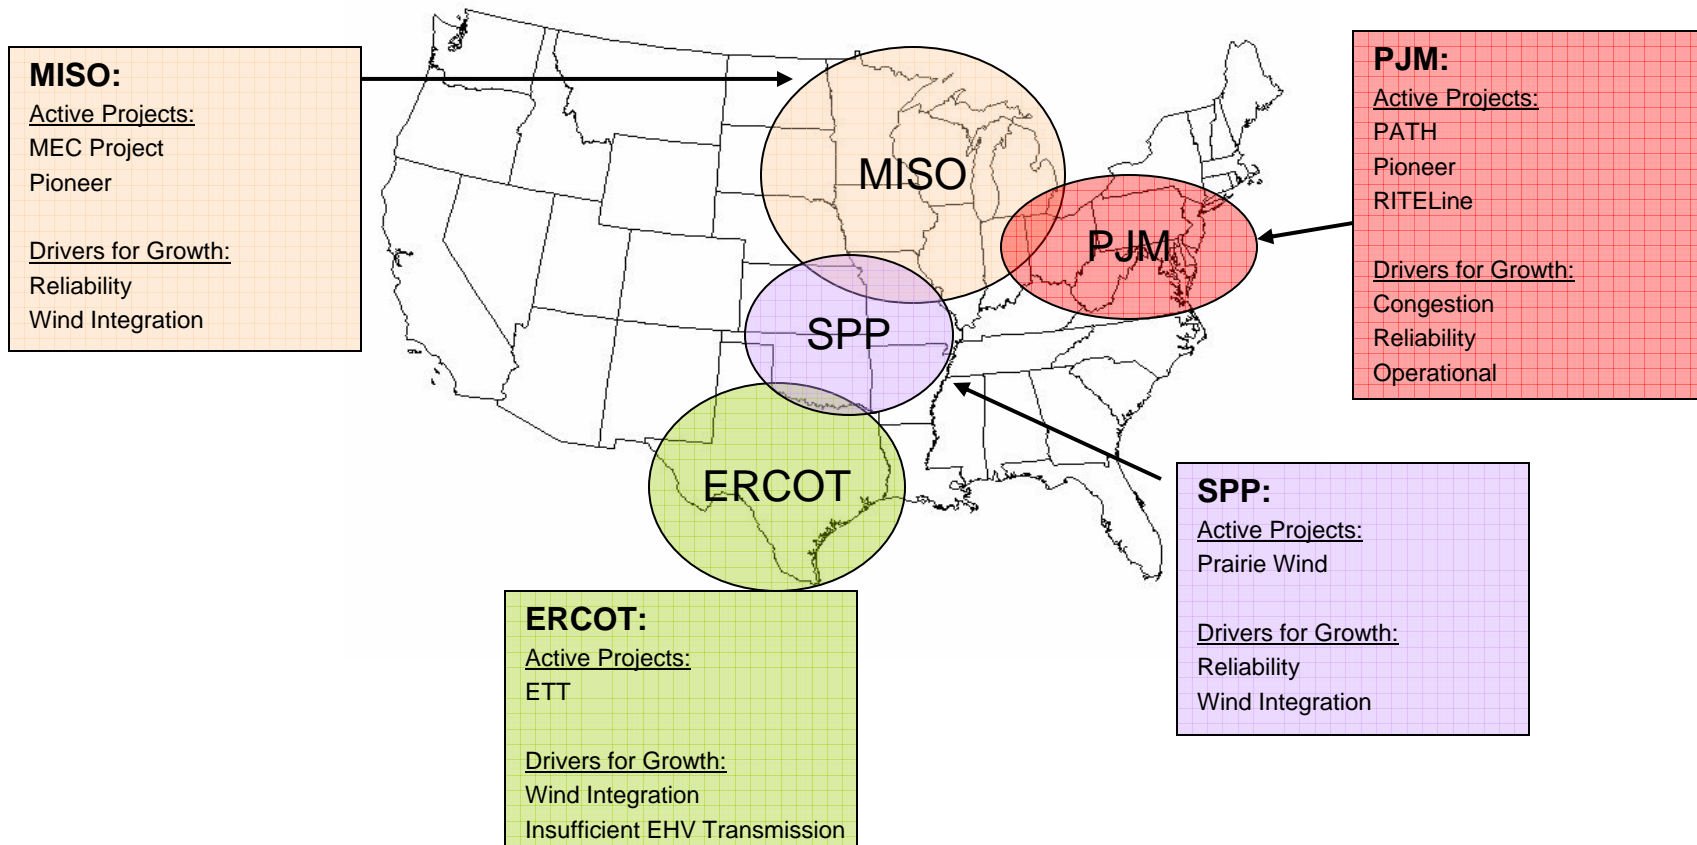 MISO:
Active Projects:
MEC Project
Pioneer
Drivers for Growth:
Reliability
Wind Integration
MISO
PJM
SPP
ERCOT
PJM:
Active Projects:
PATH
Pioneer
RITELine
Drivers for Growth:
Congestion
Reliability
Operational
SPP:
Active Projects:
Prairie Wind
Drivers for Growth:
Reliability
Wind Integration
ERCOT:
Active Projects:
ETT
Drivers for Growth:
Wind Integration
Insufficient EHV Transmission